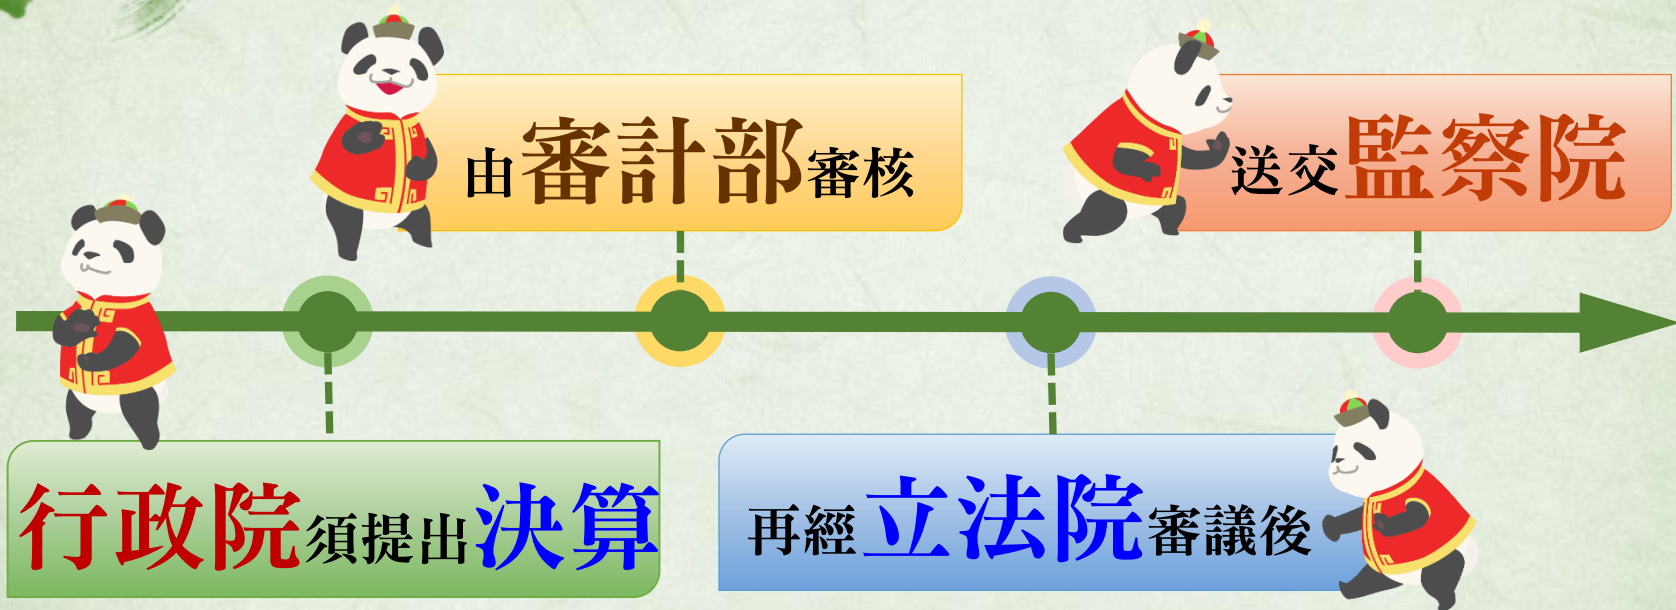 行政院須提出決算
由審計部審核
再經立法院審議後
送交監察院